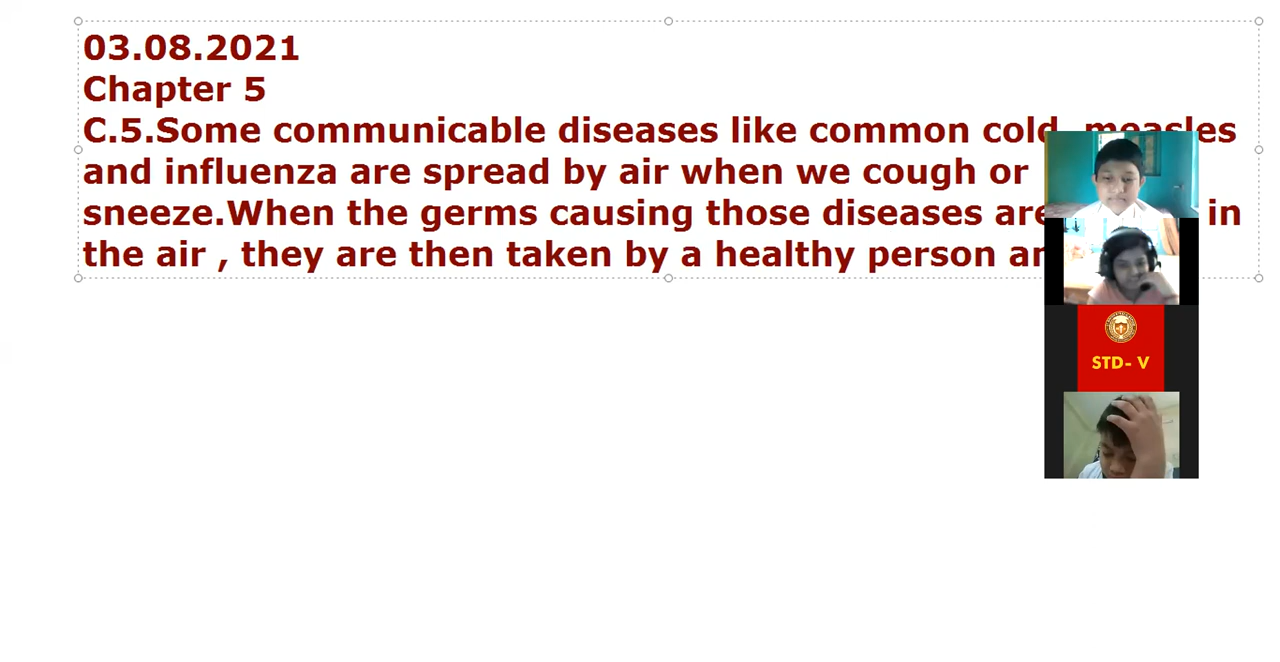 03.08.2021
Chapter 5
C.5.Some communicable diseases like common cold, measles
and influenza are spread by air when we cough or
sneeze.When the germs causing those diseases are in
the air , they are then taken by a healthy person
STD- V